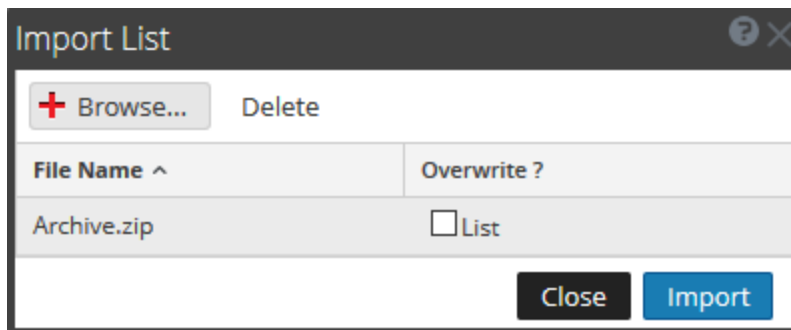 Import List
Browse... Delete
File Name Overwrite ?
Archive.zip List
Close Import